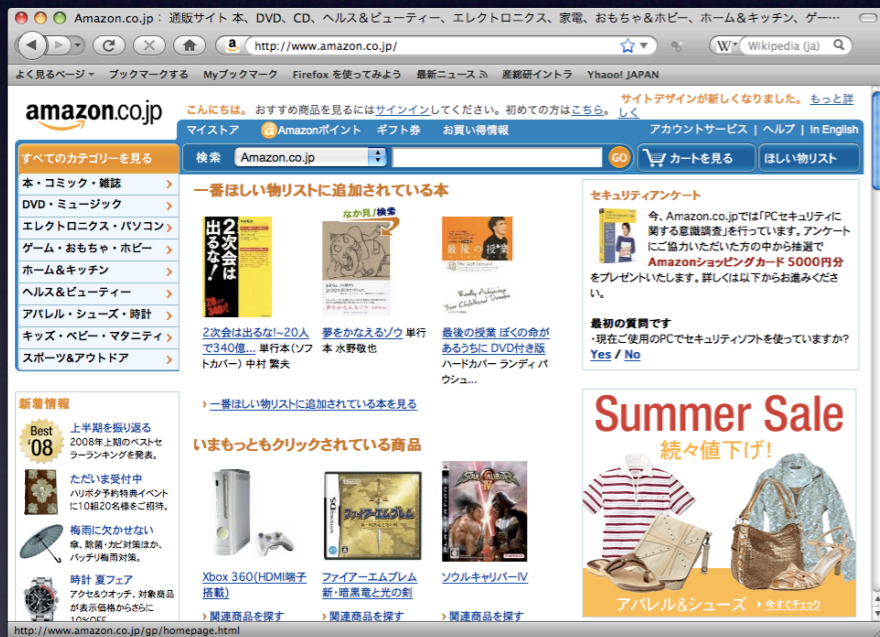 Amazon.co.jp： 通販サイト 本、DVD、CD、ヘルス＆ビューティー、エレクトロニクス、家電、おもちゃ＆ホビー、ホーム＆キッチン、ゲー…
http://www.amazon.co.jp/
Wikipedia (ja)
よく見るページ
ブックマークする
Myブックマーク
Firefox を使ってみよう
最新ニュース
産総研イントラ
Yhaoo! JAPAN
amazon.co.jp
こんにちは。 おすすめ商品を見るにはサインインしてください。初めての方はこちら。
サイトデザインが新しくなりました。 もっと詳
しく
マイストア
Amazonポイント
ギフト券
お買い得情報
アカウントサービス | ヘルプ | In English
すべてのカテゴリーを見る
検索
Amazon.co.jp
GO
カートを見る
ほしい物リスト
本・コミック・雑誌
DVD・ミュージック
エレクトロニクス・パソコン
ゲーム・おもちゃ・ホビー
ホーム＆キッチン
ヘルス＆ビューティー
アパレル・シューズ・時計
キッズ・ベビー・マタニティ
スポーツ&アウトドア
新着情報
Best
'08
上半期を振り返る
2008年上期のベストセ
ラーランキングを発表。
ただいま受付中
ハリポタ予約特典イベント
に10組20名様をご招待。
梅雨に欠かせない
傘、除菌・カビ対策ほか、
バッチリ梅雨対策。
時計 夏フェア
アクセ&ウオッチ、対象商品
が表示価格からさらに
10%OFF
一番ほしい物リストに追加されている本
2次会は
出るな！
なか見！検索
最後の授業
Really Achieving
Your Childhood Dreams
2次会は出るな!~20人
で340億... 単行本（ソフ
トカバー） 中村 繁夫
夢をかなえるゾウ 単行
本 水野敬也
最後の授業 ぼくの命が
あるうちに DVD付き版
ハードカバー ランディ パ
ウシュ...
一番ほしい物リストに追加されている本を見る
いまもっともクリックされている商品
ファイアーエムブレム
SOULCALIBUR
Xbox 360(HDMI端子
搭載)
ファイアーエムブレム
新・暗黒竜と光の剣
ソウルキャリバーIV
関連商品を探す
関連商品を探す
関連商品を探す
セキュリティアンケート
今、Amazon.co.jpでは「PCセキュリティに
関する意識調査」を行っています。アンケート
にご協力いただいた方の中から抽選で
Amazonショッピングカード 5000円分
をプレゼントいたします。詳しくは以下からお進みくださ
い。
最初の質問です
・現在ご使用のPCでセキュリティソフトを使っていますか?
Yes / No
Summer Sale
続々値下げ！
アパレル&シューズ
今すぐチェック
http://www.amazon.co.jp/gp/homepage.html